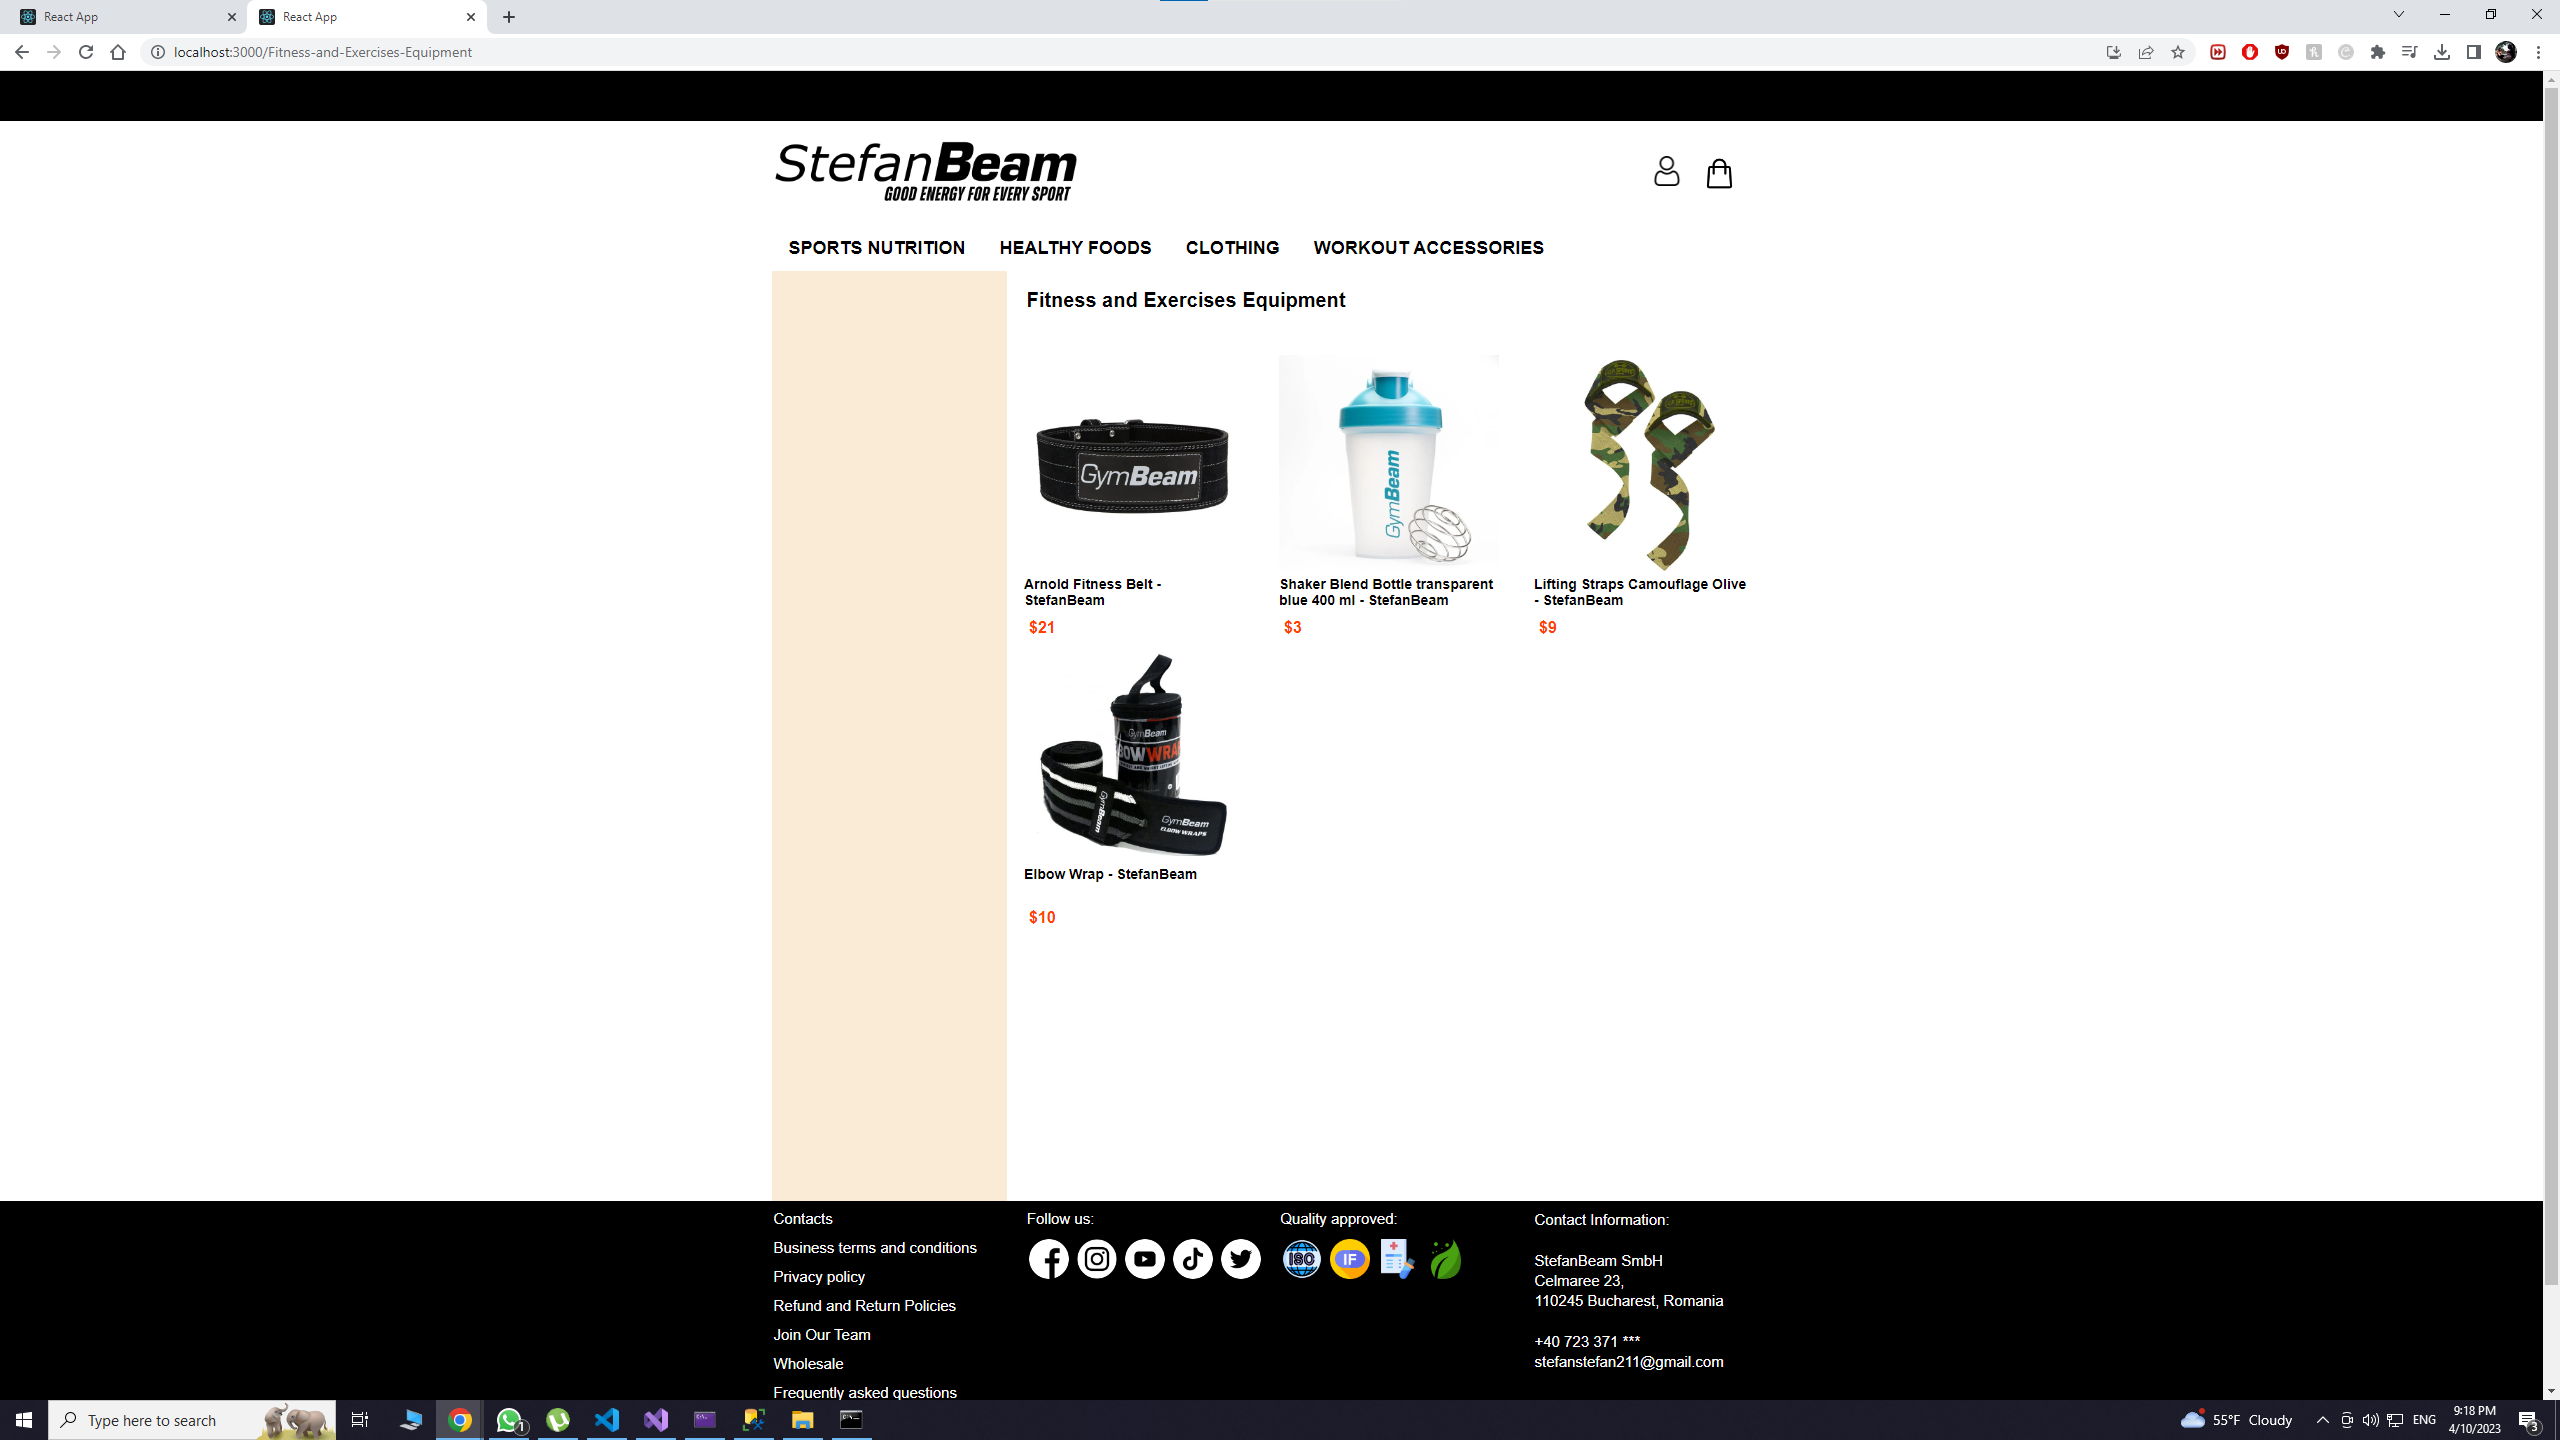 React App
React App
localhost:3000/Fitness-and-Exercises-Equipment
StefanBeam
GOOD ENERGY FOR EVERY SPORT
SPORTS NUTRITION HEALTHY FOODS CLOTHING WORKOUT ACCESSORIES
Fitness and Exercises Equipment
GymBeam
GymBeam
Arnold Fitness Belt -
StefanBeam
$21
Shaker Blend Bottle transparent
blue 400 ml - StefanBeam
$3
Lifting Straps Camouflage Olive
- StefanBeam
$9
GymBeam
BOWWRAP
GymBeam
GymBeam
ELBOW WRAPS
Elbow Wrap - StefanBeam
$10
Contacts
Business terms and conditions
Privacy policy
Refund and Return Policies
Join Our Team
Wholesale
Frequently asked questions
Follow us:
Quality approved:
ISO
IF
Contact Information:
StefanBeam SmbH
Celmaree 23,
110245 Bucharest, Romania
+40 723 371 ***
stefanstefan211@gmail.com
Type here to search
1
55°F Cloudy
ENG
9:18 PM
4/10/2023
3